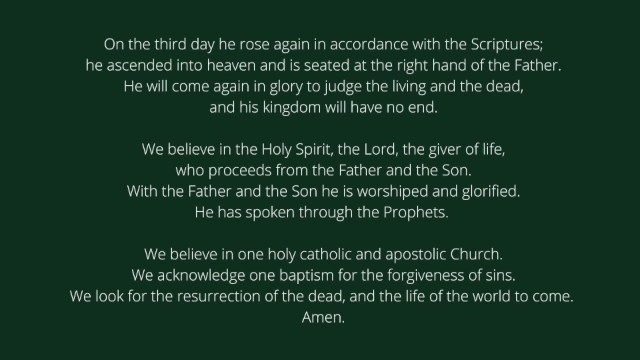 On the third day he rose again in accordance with the Scriptures;
he ascended into heaven and is seated at the right hand of the Father.
He will come again in glory to judge the living and the dead,
and his kingdom will have no end.
We believe in the Holy Spirit, the Lord, the giver of life,
who proceeds from the Father and the Son.
With the Father and the Son he is worshiped and glorified.
He has spoken through the Prophets.
We believe in one holy catholic and apostolic Church.
We acknowledge one baptism for the forgiveness of sins.
We look for the resurrection of the dead, and the life of the world to come.
Amen.